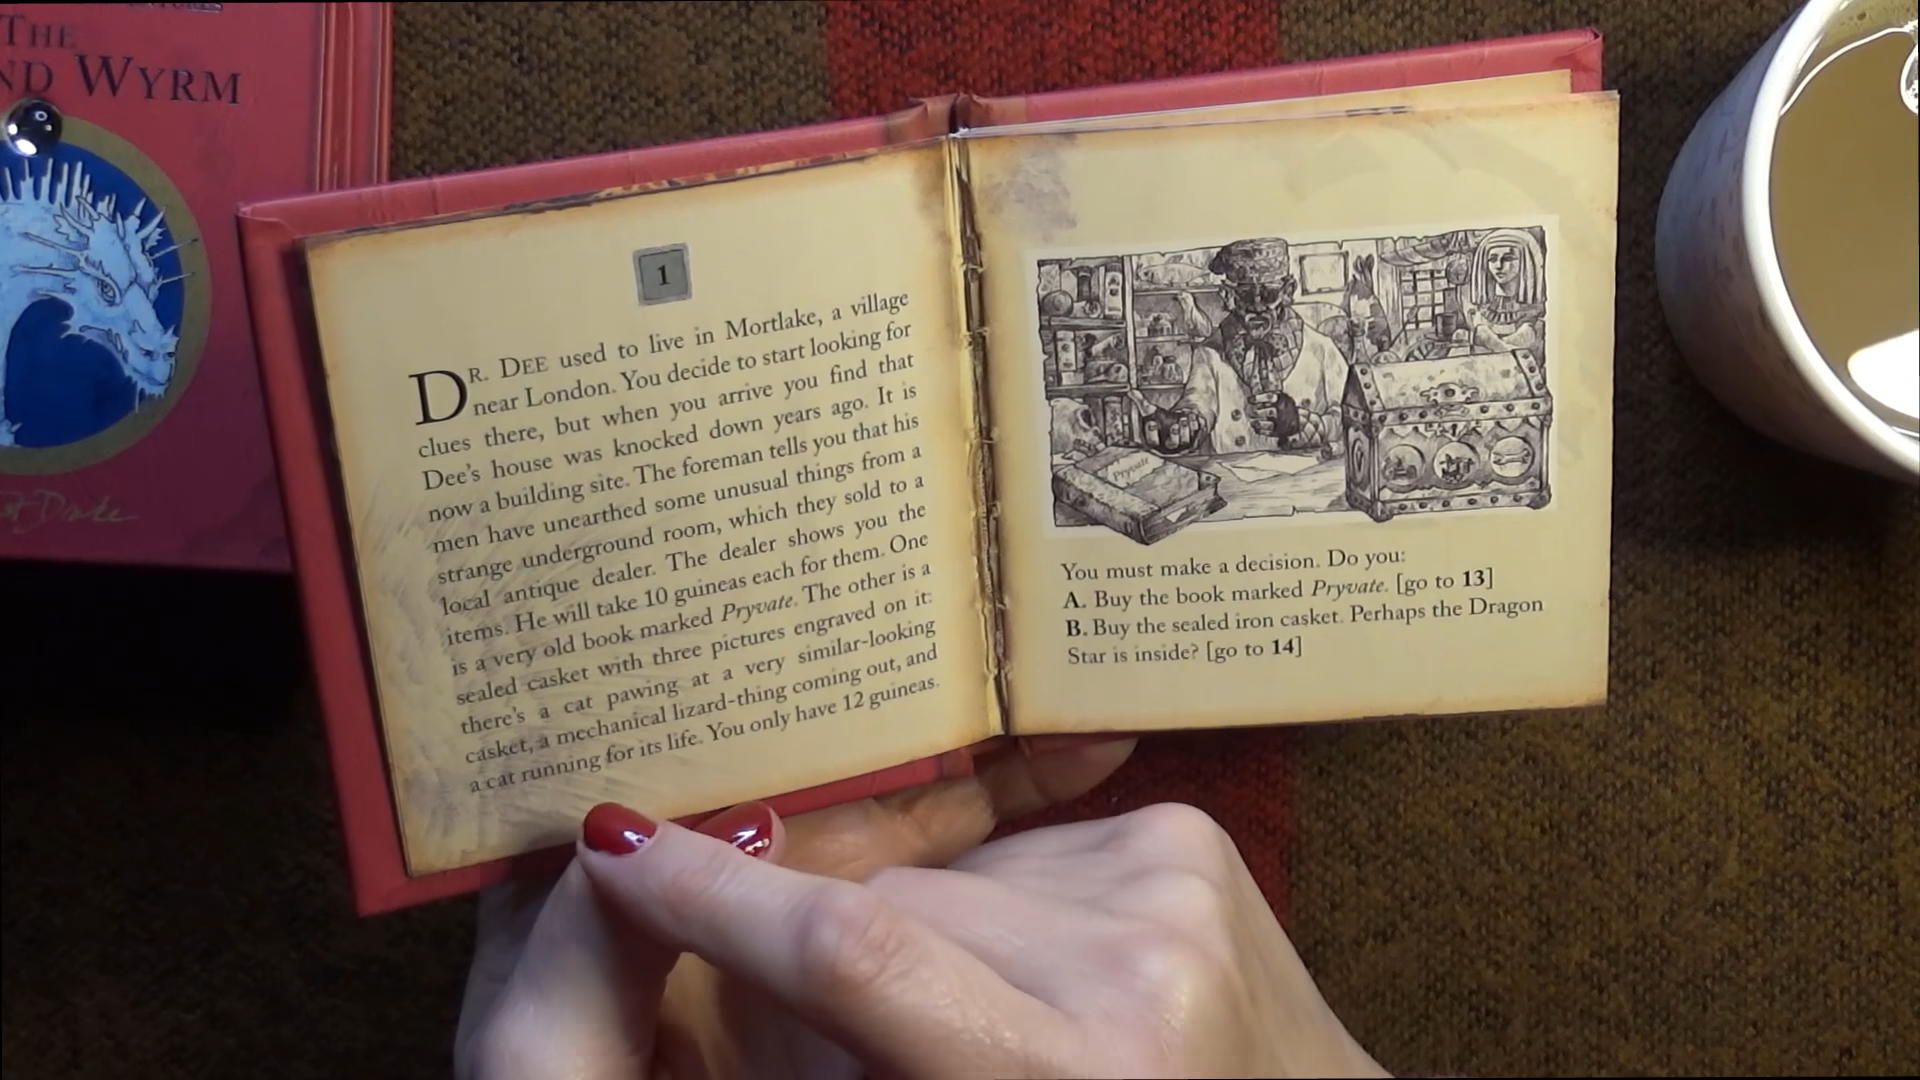 THE
ND WYRM
1
DR. DEE used to live in Mortlake, a village
near London. You decide to start looking for
clues there, but when you arrive you find that
Dee's house was knocked down years ago. It is
now a building site. The foreman tells you that his
men have unearthed some unusual things from a
strange underground room, which they sold to a
local antique dealer. The dealer shows you the
items. He will take 10 guineas each for them. One
is a very old book marked Pryvate. The other is a
sealed casket with three pictures engraved on it:
there's a cat pawing at a very similar-looking
casket, a mechanical lizard-thing coming out, and
a cat running for its life. You only have 12 guineas.
Pryvate
You must make a decision. Do you:
A. Buy the book marked Pryvate. [go to 13]
B. Buy the sealed iron casket. Perhaps the Dragon
Star is inside? [go to 14]